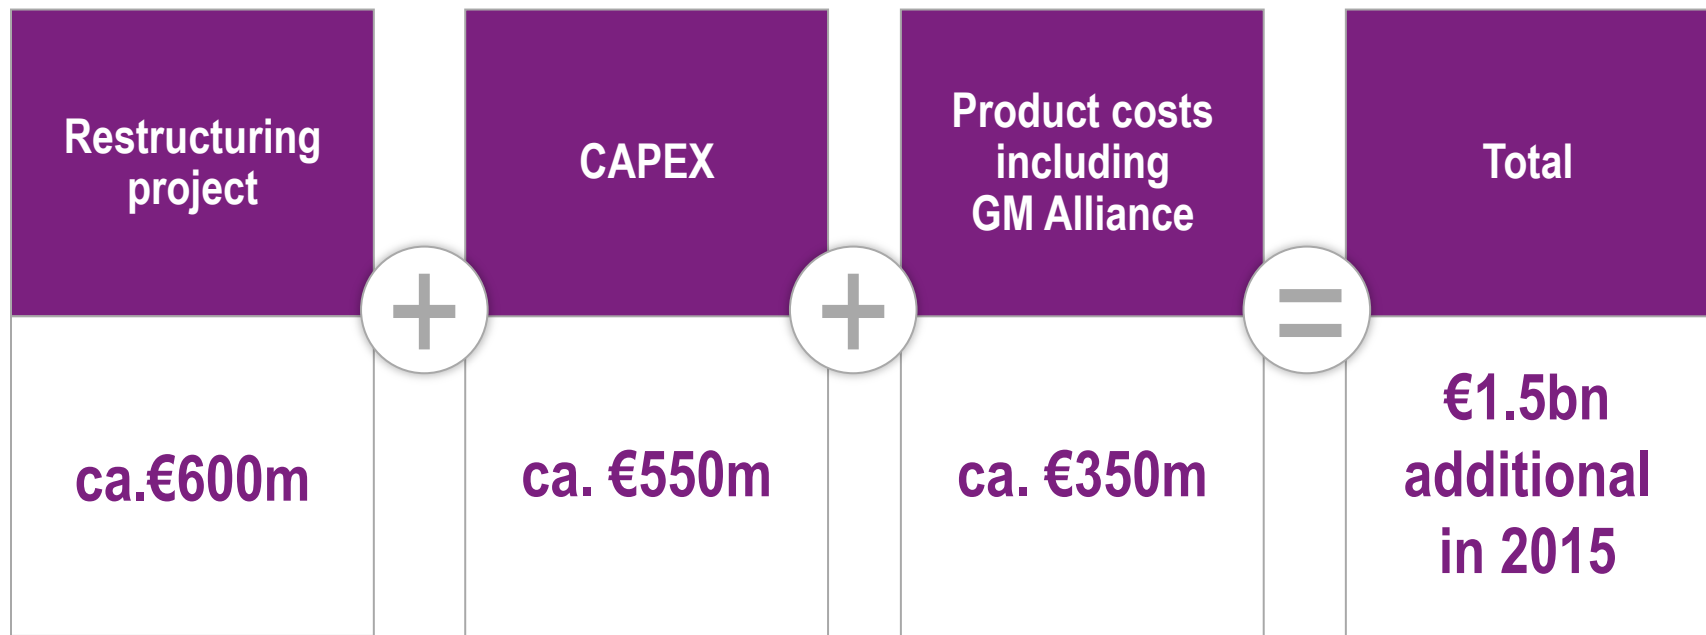 Restructuring
project
CAPEX
Product costs
including
GM Alliance
Total
+
+
=
ca.€600m
ca. €550m
ca. €350m
€1.5bn
additional
in 2015